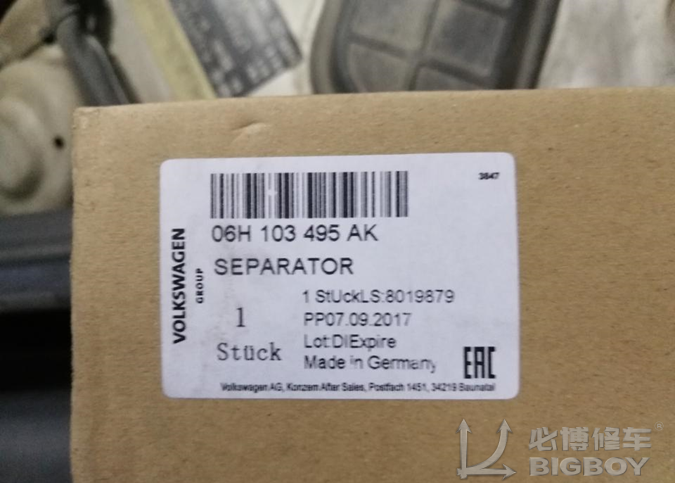 3847
06H 103 495 AK
SEPARATOR
VOLKSWAGEN
GROUP
1
Stück
1 StUckLS:8019879
PP07.09.2017
Lot:DIExpire
Made in Germany
EAC
Volkswagen AG, Konzem After Sales, Postfach 1451, 34219 Baunatal
必博修车®
BIGBOY